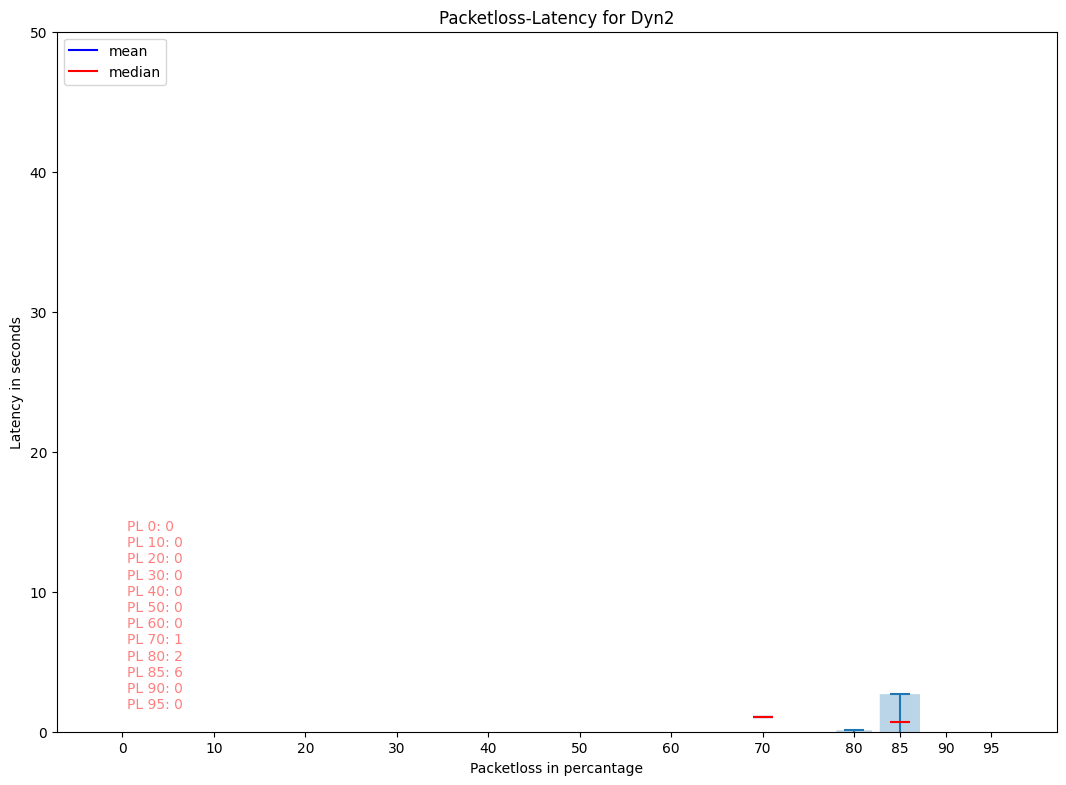 Packetloss-Latency for Dyn2
50
mean
median
40
30
20
10
0
Latency in seconds
PL 0: 0
PL 10: 0
PL 20: 0
PL 30: 0
PL 40: 0
PL 50: 0
PL 60: 0
PL 70: 1
PL 80: 2
PL 85: 6
PL 90: 0
PL 95: 0
0 10 20 30 40 50 60 70 80 85 90 95
Packetloss in percantage